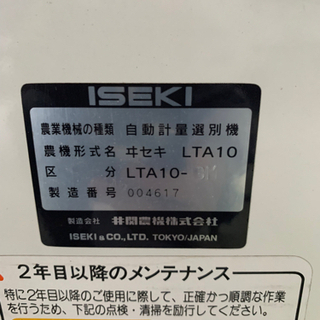 ISEKI
農業機械の種類 自動計量選別機
農機形式名 ヰセキ LTA10
区分 LTA10-
製造番号 004617
製造会社 井関農機株式会社
ISEKI & CO., LTD. TOKYO/JAPAN
2年目以降のメンテナンス
特に2年目以降のご使用に際して、正確かつ順調な作業
を行うため、下記の点検・清掃を励行してください。